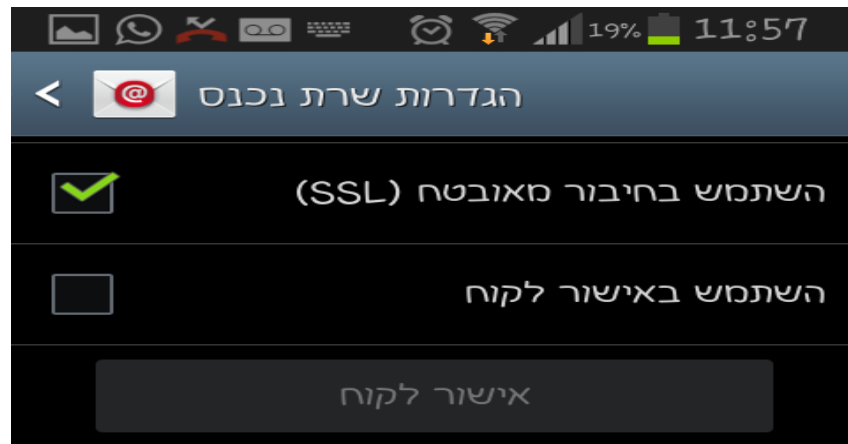 19% 11:57
הגדרות שרת נכנס
השתמש בחיבור מאובטח (SSL)
השתמש באישור לקוח
אישור לקוח